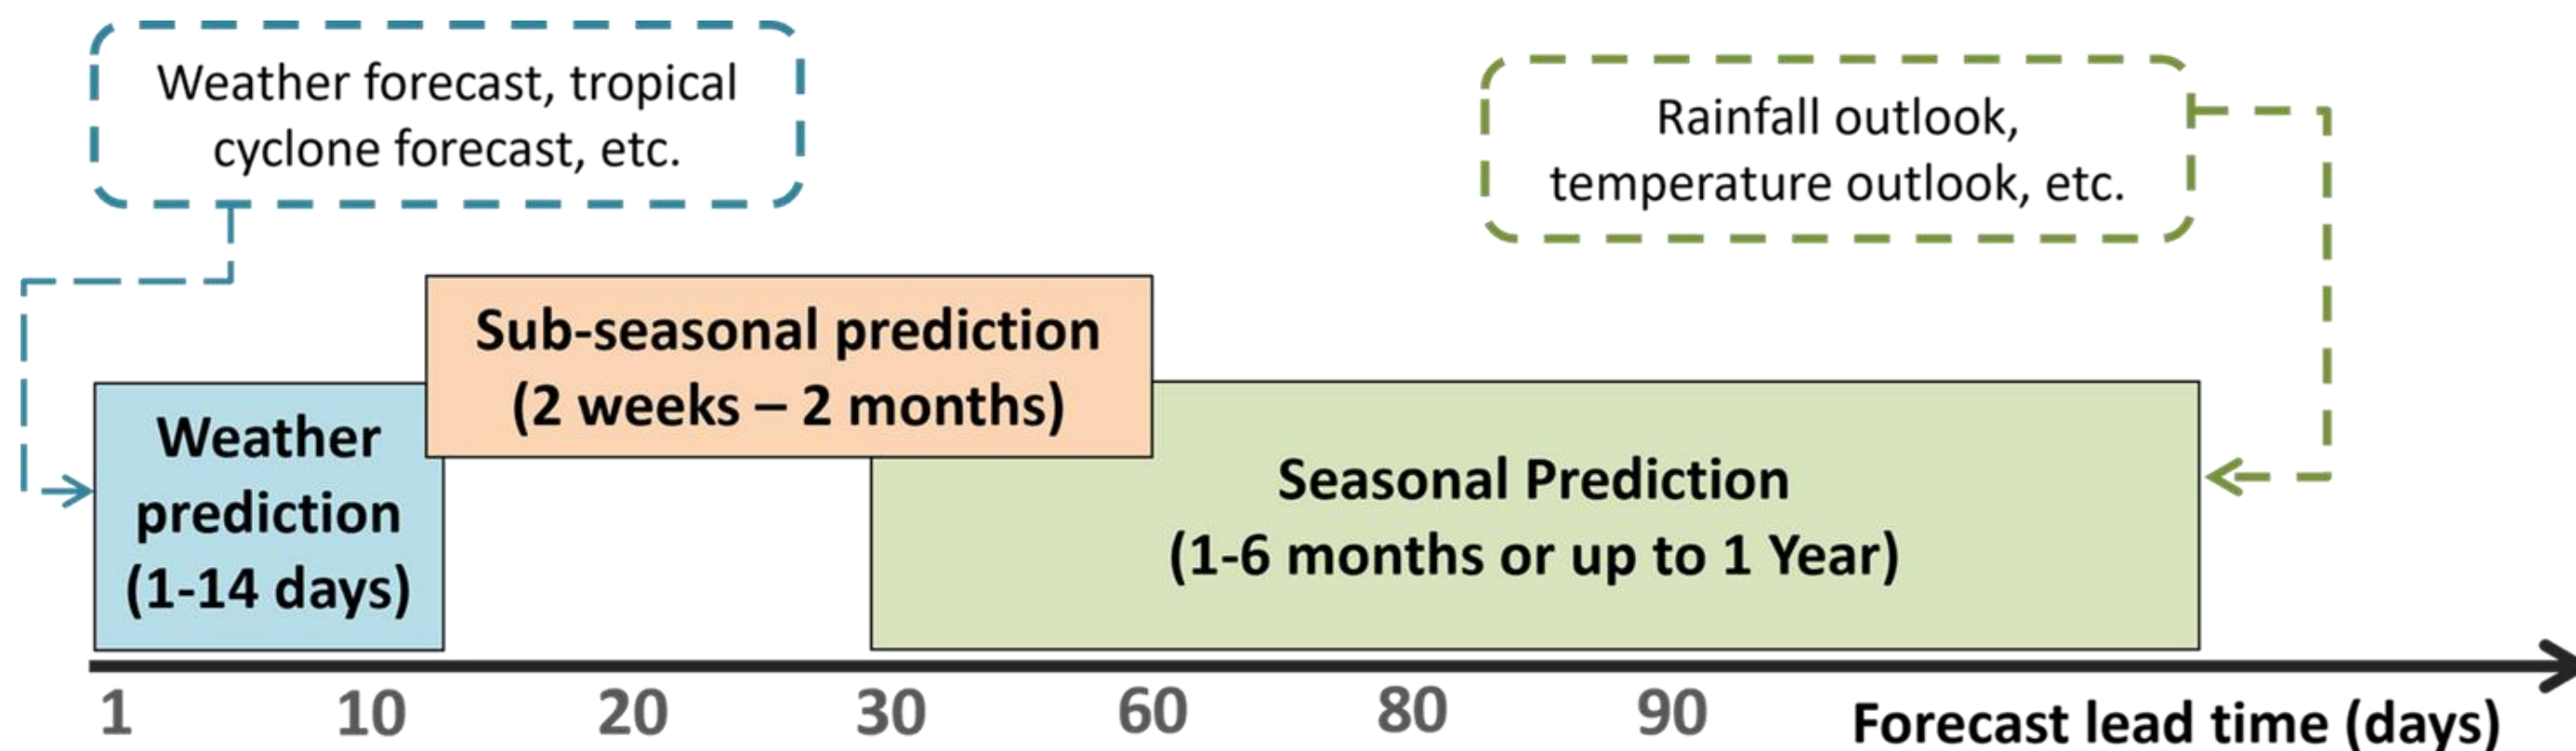 Weather forecast, tropical
cyclone forecast, etc.
Rainfall outlook,
temperature outlook, etc.
Sub-seasonal prediction
(2 weeks – 2 months)
Weather
prediction
(1-14 days)
Seasonal Prediction
(1-6 months or up to 1 Year)
1 10 20 30 60 80 90 Forecast lead time (days)